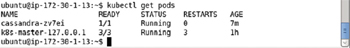 ubuntu@ip-172-30-1-13:~$ kubectl get pods
NAME READY STATUS RESTARTS AGE
cassandra-zv7ei 1/1 Running 0 7m
k8s-master-127.0.0.1 3/3 Running 3 1h
ubuntu@ip-172-30-1-13:~$